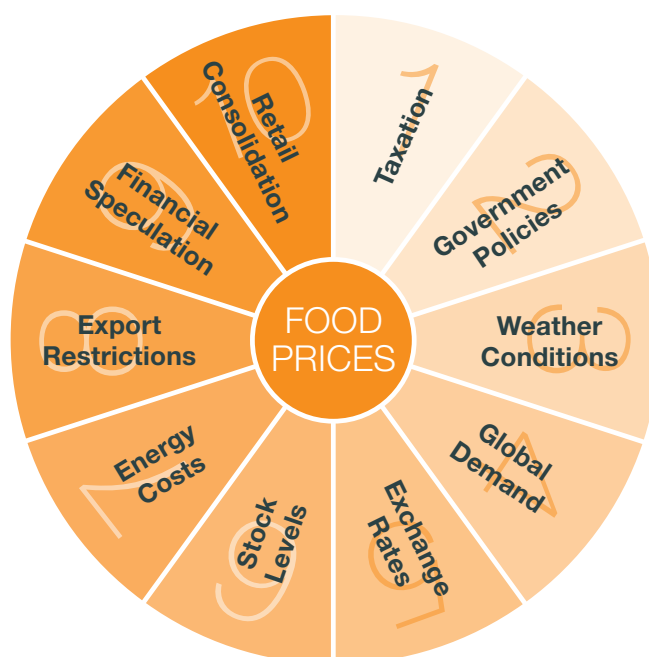 FOOD
PRICES
1
Taxation
2
Government
Policies
3
Weather
Conditions
4
Global
Demand
5
Exchange
Rates
6
Stock
Levels
7
Energy
Costs
8
Export
Restrictions
9
Financial
Speculation
10
Retail
Consolidation